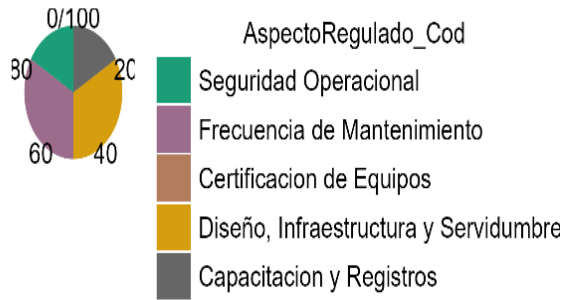 0/100
AspectoRegulado_Cod
80
20
60
40
Seguridad Operacional
Frecuencia de Mantenimiento
Certificacion de Equipos
Diseño, Infraestructura y Servidumbre
Capacitacion y Registros